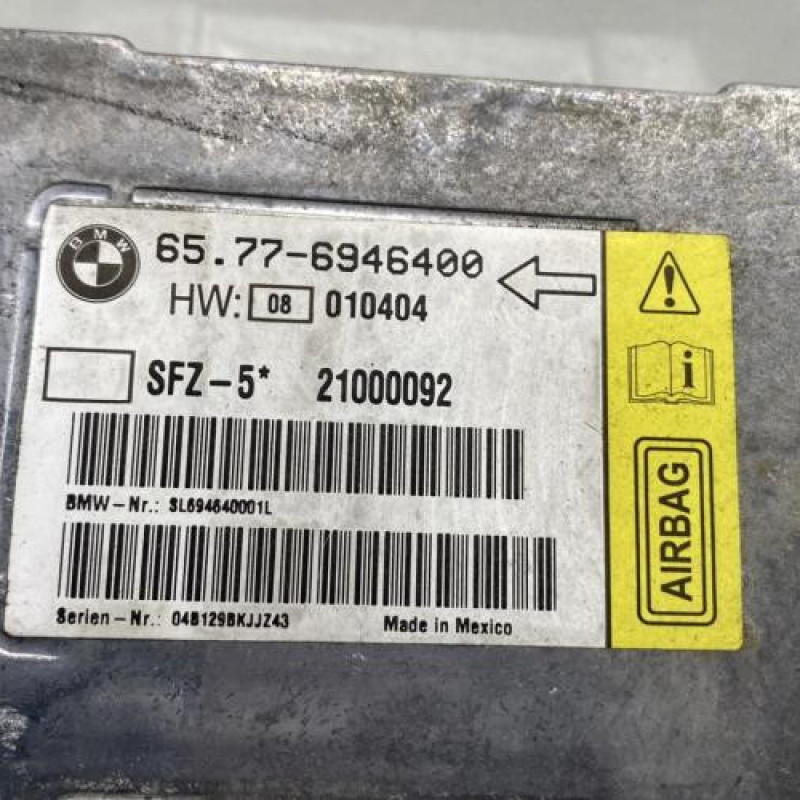 BMW
65.77-6946400
HW: 08 010404
SFZ-5* 21000092
BMW-Nr.: SL694640001L
Serien-Nr.: 04B129BKJJZ43
Made in Mexico
i
AIRBAG